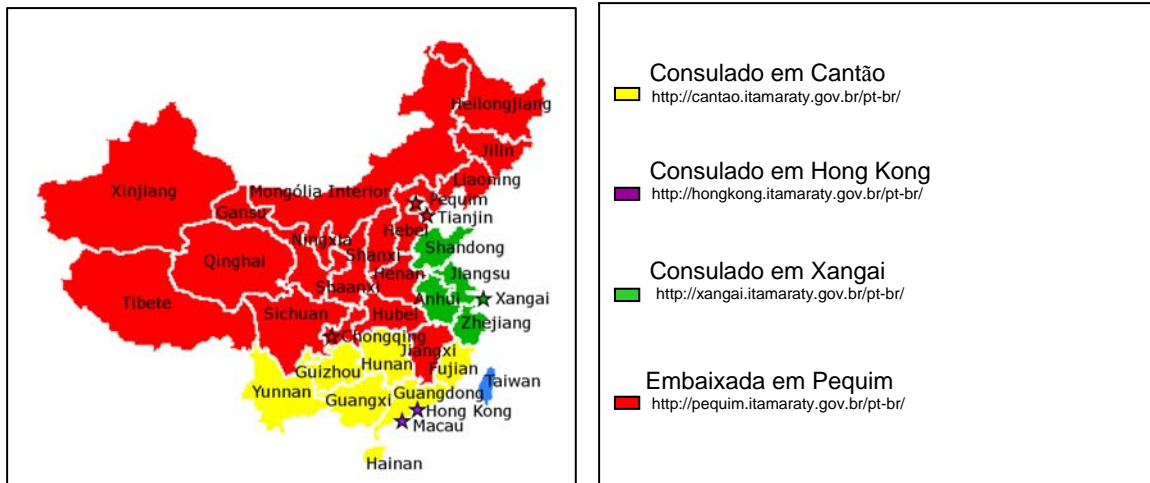 Heilongjiang
Jilin
Liaoning
Xinjiang
Mongólia Interior
Gansu
Pequim
Tianjin
Hebei
Ningxia
Shandong
Shanxi
Qinghai
Henan
Jiangsu
Shaanxi
Tibete
Anhui
Xangai
Sichuan
Hubei
Zhejiang
Chongqing
Jiangxi
Hunan
Guizhou
Fujian
Taiwan
Yunnan
Guangdong
Guangxi
Hong Kong
Macau
Hainan
Consulado em Cantão
http://cantao.itamaraty.gov.br/pt-br/
Consulado em Hong Kong
http://hongkong.itamaraty.gov.br/pt-br/
Consulado em Xangai
http://xangai.itamaraty.gov.br/pt-br/
Embaixada em Pequim
http://pequim.itamaraty.gov.br/pt-br/